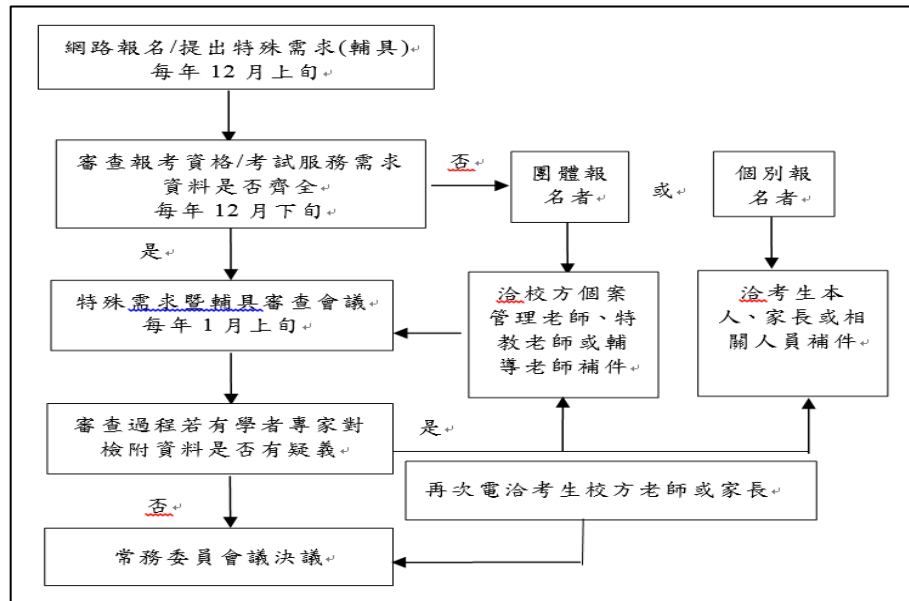 網路報名/提出特殊需求(輔具)
每年 12 月上旬
審查報考資格/考試服務需求
資料是否齊全
每年 12 月下旬
否
團體報
名者
或
個別報
名者
是
特殊需求暨輔具審查會議
每年 1 月上旬
洽校方個案
管理老師、特
教老師或輔
導老師補件
洽考生本
人、家長或相
關人員補件
審查過程若有學者專家對
檢附資料是否有疑義
是
再次電洽考生校方老師或家長
否
常務委員會議決議